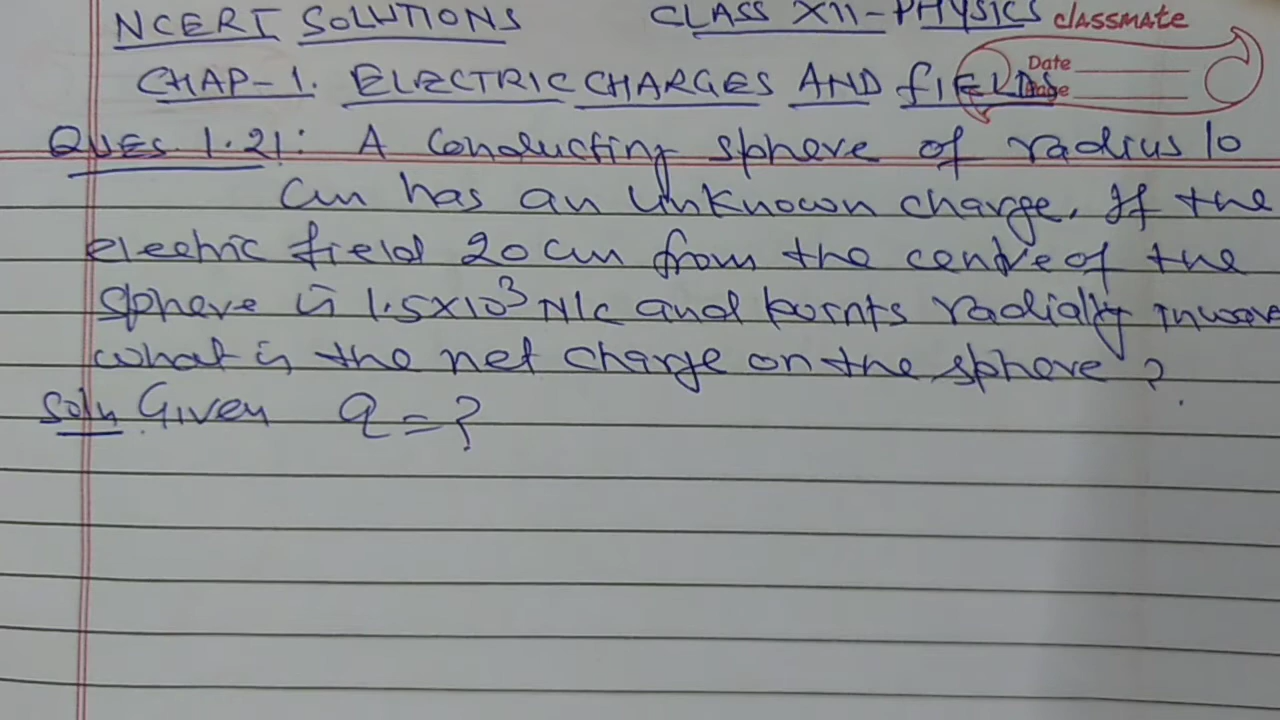 NCERT SOLUTIONS CLASS XII-PHYSICS classmate
CHAP-1. ELECTRIC CHARGES AND FIELDS
Date
Page
QUES. 1.21: A Conducting sphere of radius 10
cm has an unknown charge. If the
electric field 20 cm from the centre of the
sphere is 1.5×10³ N/C and points radially inward
what is the net charge on the sphere?
Soln Given q = ?